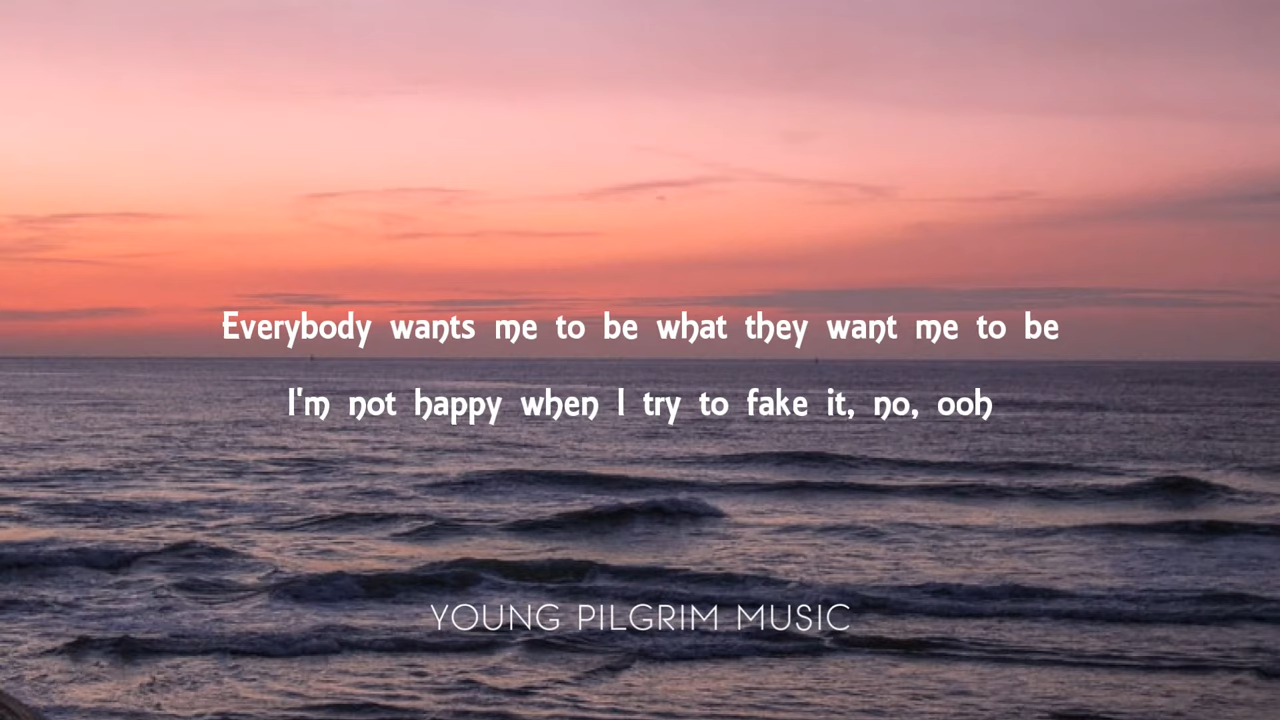 Everybody wants me to be what they want me to be
I'm not happy when I try to fake it, no, ooh
YOUNG PILGRIM MUSIC